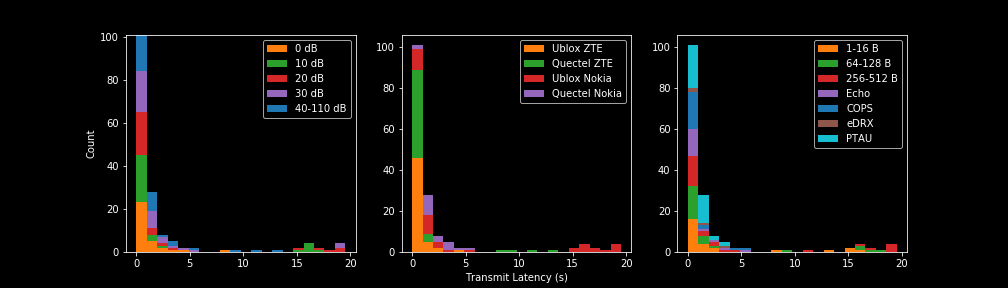 100
80
60
40
20
0
Count
0 5 10 15 20
0 dB
10 dB
20 dB
30 dB
40-110 dB
100
80
60
40
20
0
0 5 10 15 20
Transmit Latency (s)
Ublox ZTE
Quectel ZTE
Ublox Nokia
Quectel Nokia
100
80
60
40
20
0
0 5 10 15 20
1-16 B
64-128 B
256-512 B
Echo
COPS
eDRX
PTAU